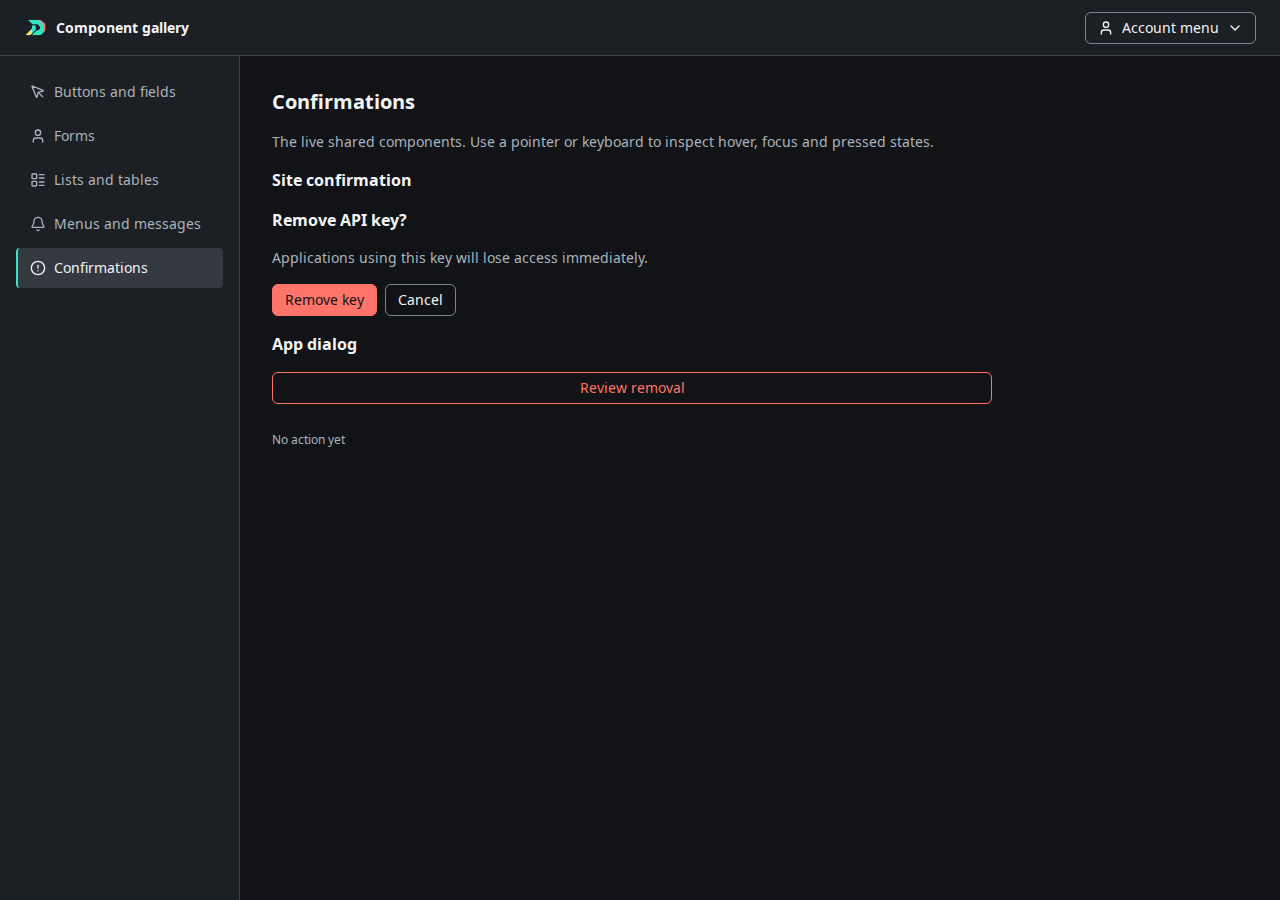 Component gallery
Account menu
Buttons and fields
Forms
Lists and tables
Menus and messages
Confirmations
Confirmations
The live shared components. Use a pointer or keyboard to inspect hover, focus and pressed states.
Site confirmation
Remove API key?
Applications using this key will lose access immediately.
Remove key
Cancel
App dialog
Review removal
No action yet